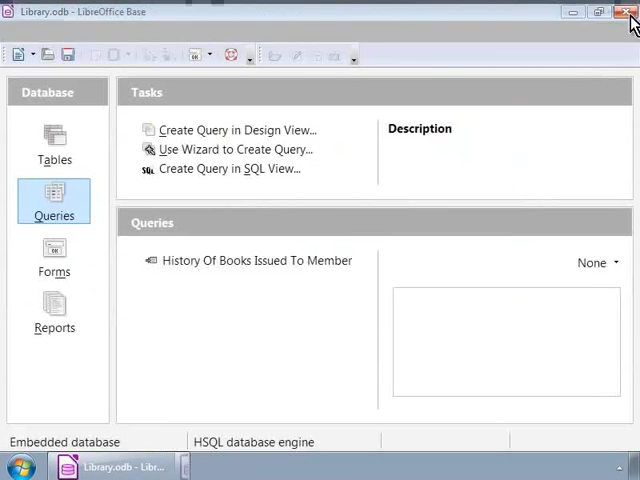 Library.odb - LibreOffice Base
Database
Tables
Queries
Forms
Reports
Tasks
Create Query in Design View...
Use Wizard to Create Query...
SQL Create Query in SQL View...
Description
Queries
History Of Books Issued To Member
None
Embedded database
HSQL database engine
Library.odb - Libr...